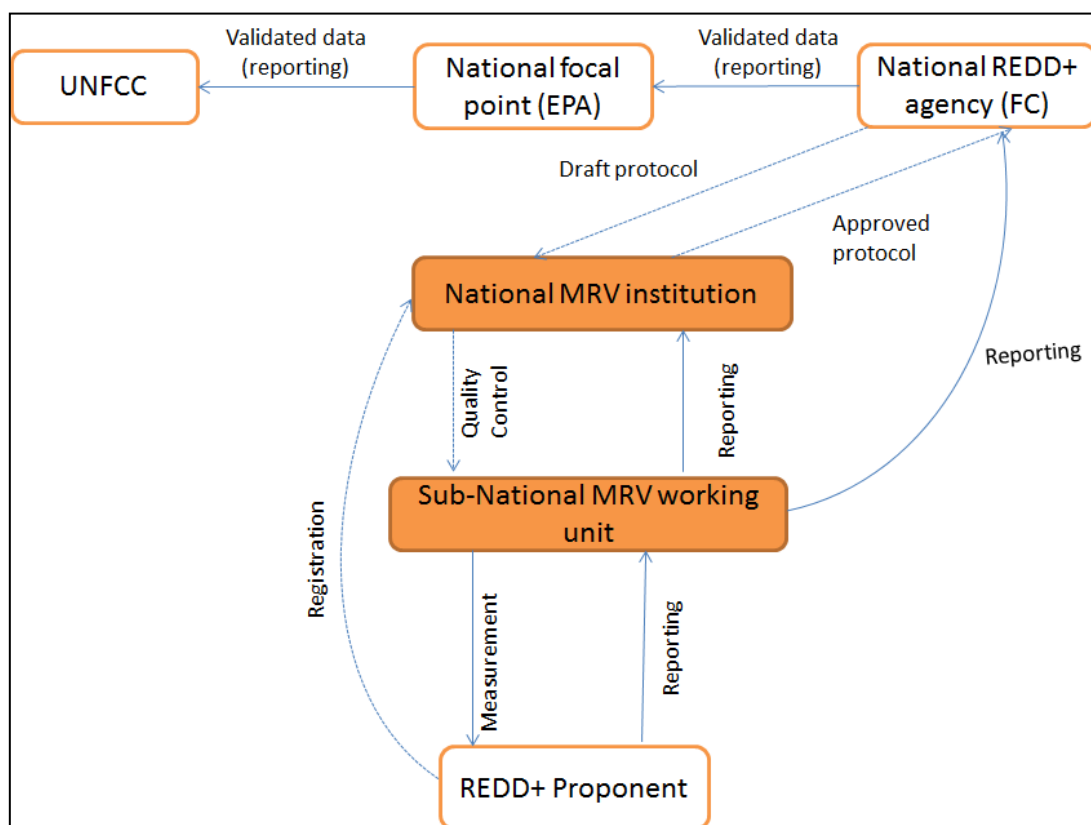 Validated data
(reporting)
Validated data
(reporting)
UNFCC
National focal
point (EPA)
National REDD+
agency (FC)
Draft protocol
Approved
protocol
National MRV institution
Quality
Control
Reporting
Reporting
Sub-National MRV working
unit
Registration
Measurement
Reporting
REDD+ Proponent